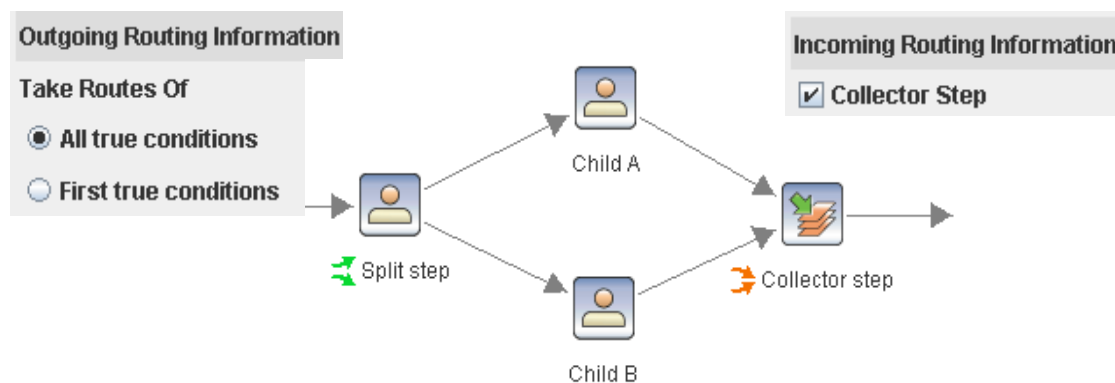 Outgoing Routing Information
Take Routes Of
All true conditions
First true conditions
Incoming Routing Information
Collector Step
Child A
Split step
Collector step
Child B